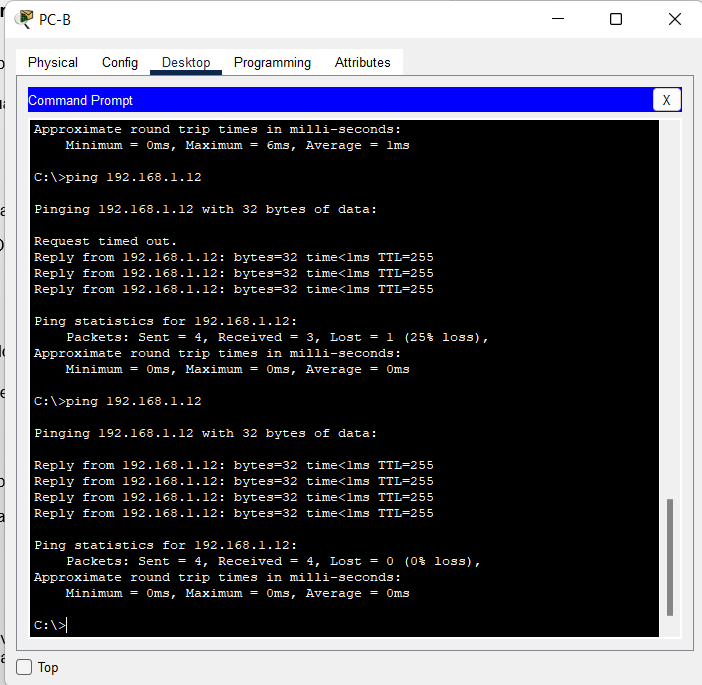 PC-B
Physical Config Desktop Programming Attributes
Command Prompt
X
Approximate round trip times in milli-seconds:
    Minimum = 0ms, Maximum = 6ms, Average = 1ms
C:\>ping 192.168.1.12
Pinging 192.168.1.12 with 32 bytes of data:
Request timed out.
Reply from 192.168.1.12: bytes=32 time<1ms TTL=255
Reply from 192.168.1.12: bytes=32 time<1ms TTL=255
Reply from 192.168.1.12: bytes=32 time<1ms TTL=255
Ping statistics for 192.168.1.12:
    Packets: Sent = 4, Received = 3, Lost = 1 (25% loss),
Approximate round trip times in milli-seconds:
    Minimum = 0ms, Maximum = 0ms, Average = 0ms
C:\>ping 192.168.1.12
Pinging 192.168.1.12 with 32 bytes of data:
Reply from 192.168.1.12: bytes=32 time<1ms TTL=255
Reply from 192.168.1.12: bytes=32 time<1ms TTL=255
Reply from 192.168.1.12: bytes=32 time<1ms TTL=255
Reply from 192.168.1.12: bytes=32 time<1ms TTL=255
Ping statistics for 192.168.1.12:
    Packets: Sent = 4, Received = 4, Lost = 0 (0% loss),
Approximate round trip times in milli-seconds:
    Minimum = 0ms, Maximum = 0ms, Average = 0ms
C:\>
Top